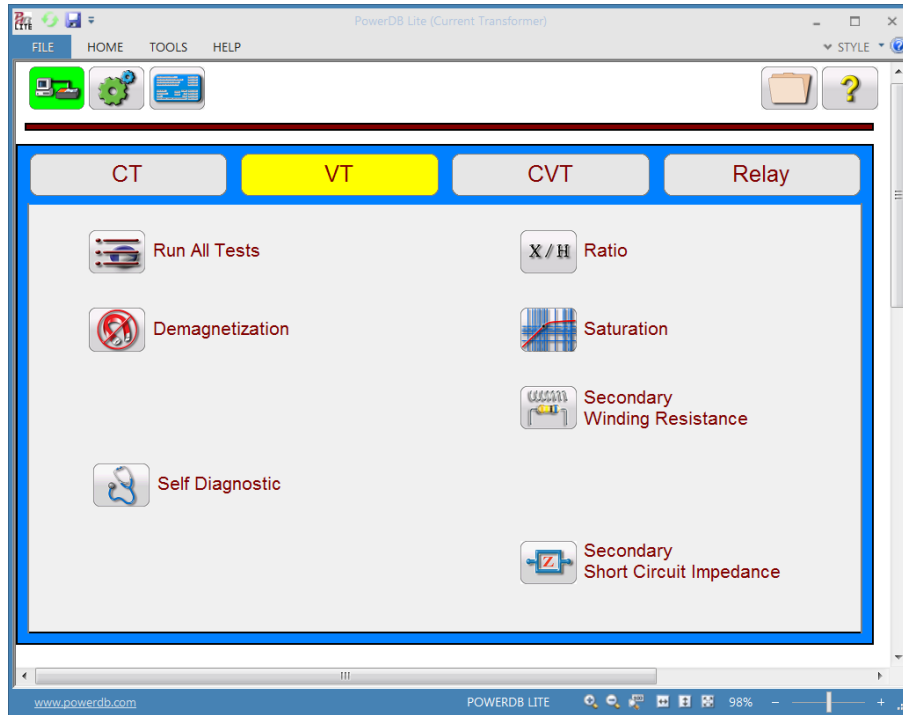 PowerDB Lite (Current Transformer)
FILE HOME TOOLS HELP STYLE
CT VT CVT Relay
Run All Tests
X/H Ratio
Demagnetization
Saturation
Secondary
Winding Resistance
Self Diagnostic
Z Secondary
Short Circuit Impedance
www.powerdb.com POWERDB LITE 98%